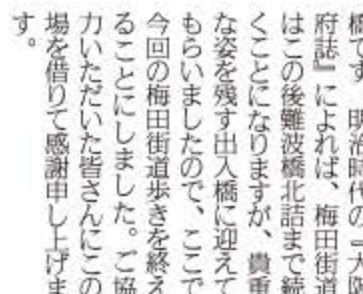 橋です　明治時代の『大阪
府誌』によれば、梅田街道
はこの後難波橋北詰まで続
くことになりますが、貴重
な姿を残す出入橋に迎えて
もらいましたので、ここで
今回の梅田街道歩きを終え
ることにしました。ご協
力いただいた皆さんにこの
場を借りて感謝申し上げま
す。